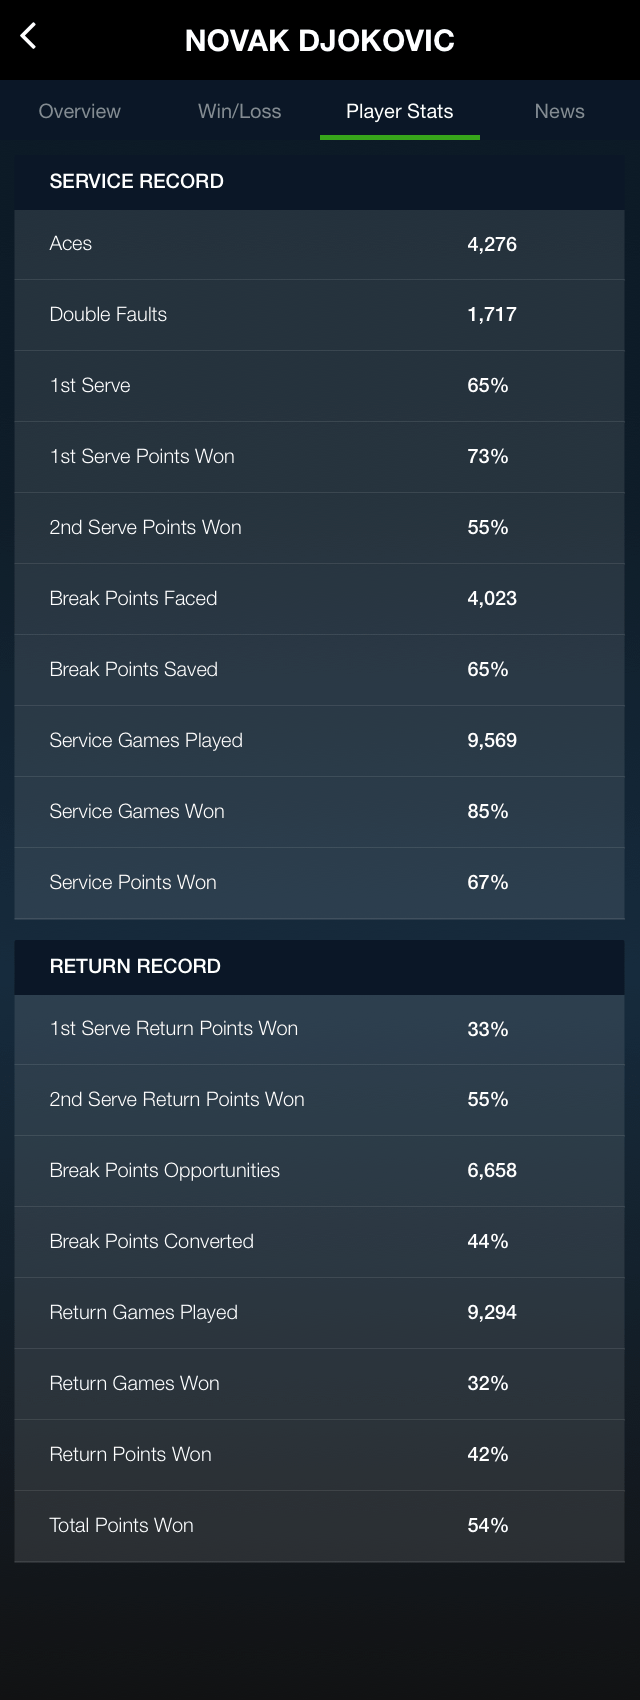 NOVAK DJOKOVIC
Overview Win/Loss Player Stats News
SERVICE RECORD
Aces 4,276
Double Faults 1,717
1st Serve 65%
1st Serve Points Won 73%
2nd Serve Points Won 55%
Break Points Faced 4,023
Break Points Saved 65%
Service Games Played 9,569
Service Games Won 85%
Service Points Won 67%
RETURN RECORD
1st Serve Return Points Won 33%
2nd Serve Return Points Won 55%
Break Points Opportunities 6,658
Break Points Converted 44%
Return Games Played 9,294
Return Games Won 32%
Return Points Won 42%
Total Points Won 54%